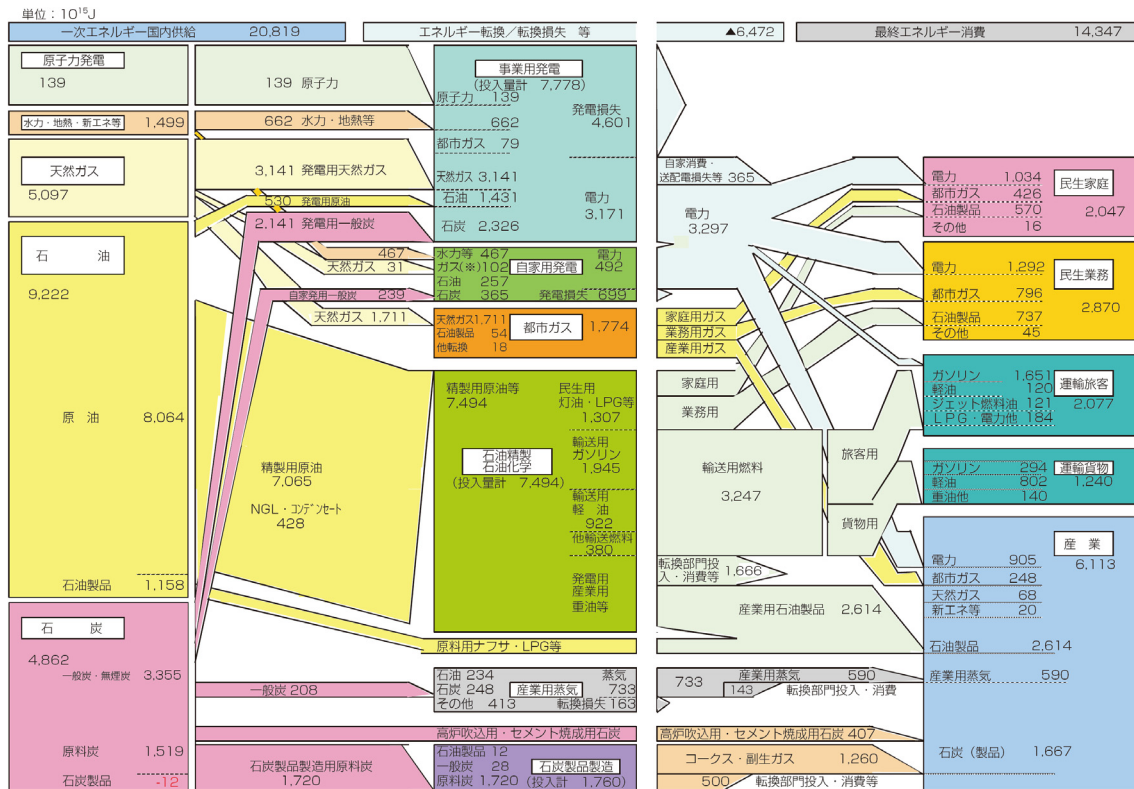 単位：10¹⁵J
一次エネルギー国内供給 20,819
エネルギー転換／転換損失 等 ▲6,472
最終エネルギー消費 14,347
原子力発電
139
水力・地熱・新エネ等 1,499
天然ガス
5,097
石 油
9,222
原 油 8,064
石油製品 1,158
石 炭
4,862
一般炭・無煙炭 3,355
原料炭 1,519
石炭製品 -12
139 原子力
662 水力・地熱等
3,141 発電用天然ガス
530 発電用原油
2,141 発電用一般炭
467
天然ガス 31
自家発用一般炭 239
天然ガス 1,711
精製用原油
7,065
NGL・コンデンセート
428
原料用ナフサ・LPG等
一般炭 208
高炉吹込用・セメント焼成用石炭
石炭製品製造用原料炭
1,720
事業用発電
(投入量計 7,778)
原子力 139
662
都市ガス 79
天然ガス 3,141
石油 1,431
石炭 2,326
発電損失
4,601
電力
3,171
水力等 467
ガス(※)102
石油 257
石炭 365
自家用発電
電力
492
発電損失 699
天然ガス1,711
石油製品 54
他転換 18
都市ガス 1,774
精製用原油等
7,494
石油精製
石油化学
(投入量計 7,494)
民生用
灯油・LPG等
1,307
輸送用
ガソリン
1,945
輸送用
軽 油
922
他輸送燃料
380
発電用
産業用
重油等
石油 234
石炭 248
その他 413
産業用蒸気
蒸気
733
転換損失 163
石油製品 12
一般炭 28
原料炭 1,720
石炭製品製造
(投入計 1,760)
自家消費・
送配電損失等 365
電力
3,297
家庭用ガス
業務用ガス
産業用ガス
家庭用
業務用
輸送用燃料
3,247
旅客用
貨物用
転換部門投
入・消費等 1,666
産業用石油製品 2,614
733
産業用蒸気 590
143 転換部門投入・消費
高炉吹込用・セメント焼成用石炭 407
コークス・副生ガス 1,260
500 転換部門投入・消費等
電力 1,034
都市ガス 426
石油製品 570
その他 16
民生家庭
2,047
電力 1,292
都市ガス 796
石油製品 737
その他 45
民生業務
2,870
ガソリン 1,651
軽油 120
ジェット燃料油 121
LPG・電力他 184
運輸旅客
2,077
ガソリン 294
軽油 802
重油他 140
運輸貨物
1,240
産 業
6,113
電力 905
都市ガス 248
天然ガス 68
新エネ等 20
石油製品 2,614
産業用蒸気 590
石炭（製品） 1,667